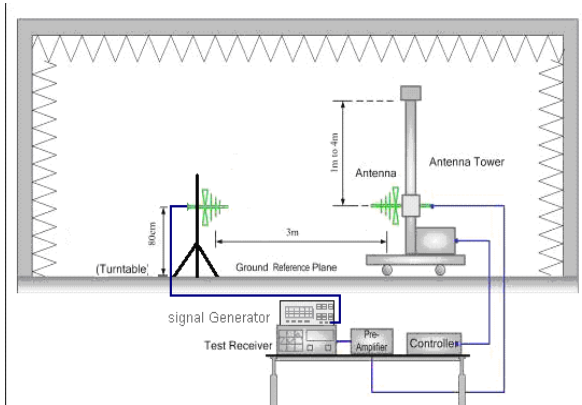 1m to 4m
Antenna
Antenna Tower
80cm
3m
(Turntable)
Ground Reference Plane
signal Generator
Test Receiver
Pre-
Amplifier
Controller